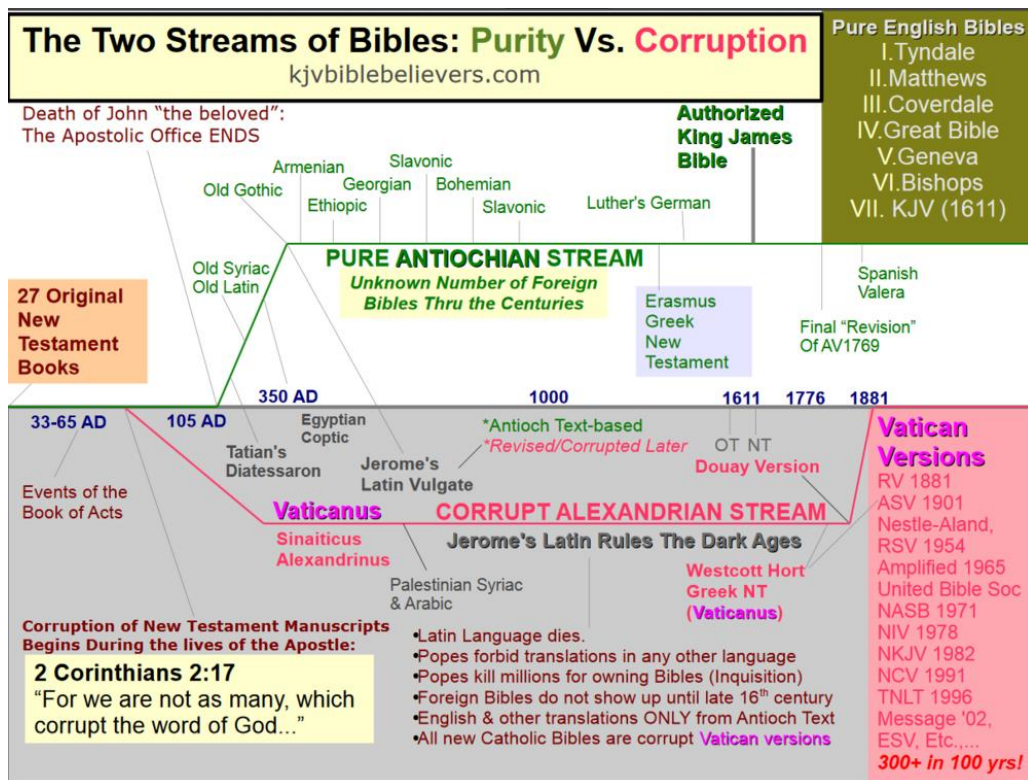 The Two Streams of Bibles: Purity Vs. Corruption
kjvbiblebelievers.com
Pure English Bibles
I.Tyndale
II.Matthews
III.Coverdale
IV.Great Bible
V.Geneva
VI.Bishops
VII. KJV (1611)
Death of John "the beloved":
The Apostolic Office ENDS
Old Gothic
Armenian
Ethiopic
Georgian
Slavonic
Bohemian
Slavonic
Luther's German
Authorized
King James
Bible
PURE ANTIOCHIAN STREAM
Unknown Number of Foreign
Bibles Thru the Centuries
Old Syriac
Old Latin
Erasmus
Greek
New
Testament
Spanish
Valera
Final "Revision"
Of AV1769
27 Original
New
Testament
Books
33-65 AD
105 AD
350 AD
1000
1611
1776
1881
Events of the
Book of Acts
Tatian's
Diatessaron
Egyptian
Coptic
Jerome's
Latin Vulgate
*Antioch Text-based
*Revised/Corrupted Later
OT NT
Douay Version
Vaticanus
Sinaiticus
Alexandrinus
CORRUPT ALEXANDRIAN STREAM
Jerome's Latin Rules The Dark Ages
Palestinian Syriac
& Arabic
Westcott Hort
Greek NT
(Vaticanus)
Corruption of New Testament Manuscripts
Begins During the lives of the Apostle:
2 Corinthians 2:17
"For we are not as many, which
corrupt the word of God..."
•Latin Language dies.
•Popes forbid translations in any other language
•Popes kill millions for owning Bibles (Inquisition)
•Foreign Bibles do not show up until late 16th century
•English & other translations ONLY from Antioch Text
•All new Catholic Bibles are corrupt Vatican versions
Vatican
Versions
RV 1881
ASV 1901
Nestle-Aland,
RSV 1954
Amplified 1965
United Bible Soc
NASB 1971
NIV 1978
NKJV 1982
NCV 1991
TNLT 1996
Message '02,
ESV, Etc.,...
300+ in 100 yrs!